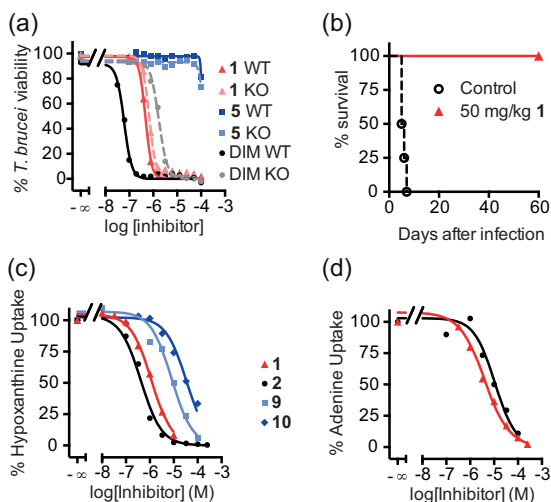 (a)
% T. brucei viability
100
80
60
40
20
0
-∞ -8 -7 -6 -5 -4 -3
log [inhibitor]
1 WT
1 KO
5 WT
5 KO
DIM WT
DIM KO
(b)
% survival
100
75
50
25
0
0 20 40 60
Days after infection
Control
50 mg/kg 1
(c)
% Hypoxanthine Uptake
100
75
50
25
0
-∞ -8 -7 -6 -5 -4 -3
log[Inhibitor] (M)
1
2
9
10
(d)
% Adenine Uptake
100
75
50
25
0
-∞ -8 -7 -6 -5 -4 -3
log[Inhibitor] (M)